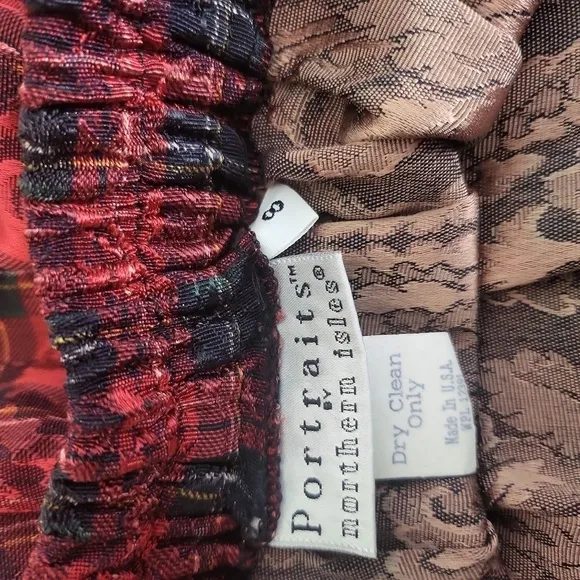 8
Portraits™
BY
northern isles®
Dry Clean
Only
Made In U.S.A.